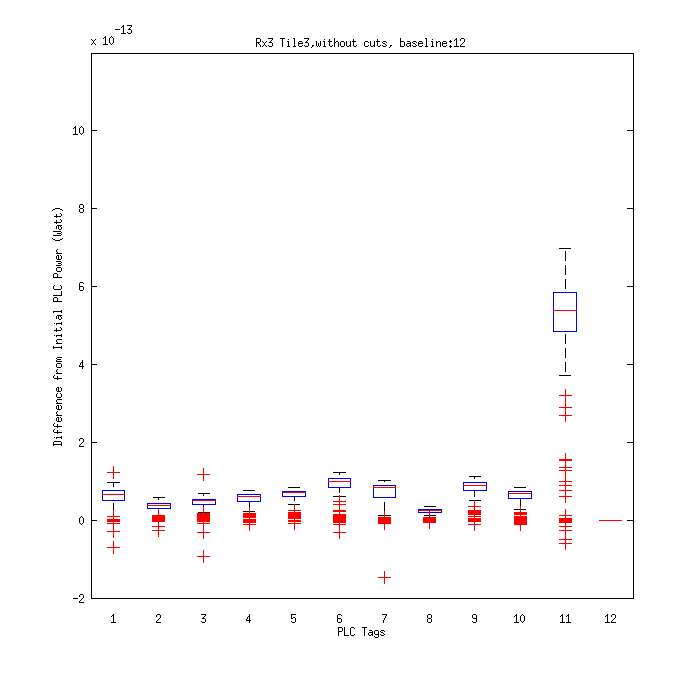 x 10-13
Rx3 Tile3,without cuts, baseline:12
Difference from Initial PLC Power (Watt)
10
8
6
4
2
0
-2
1 2 3 4 5 6 7 8 9 10 11 12
PLC Tags